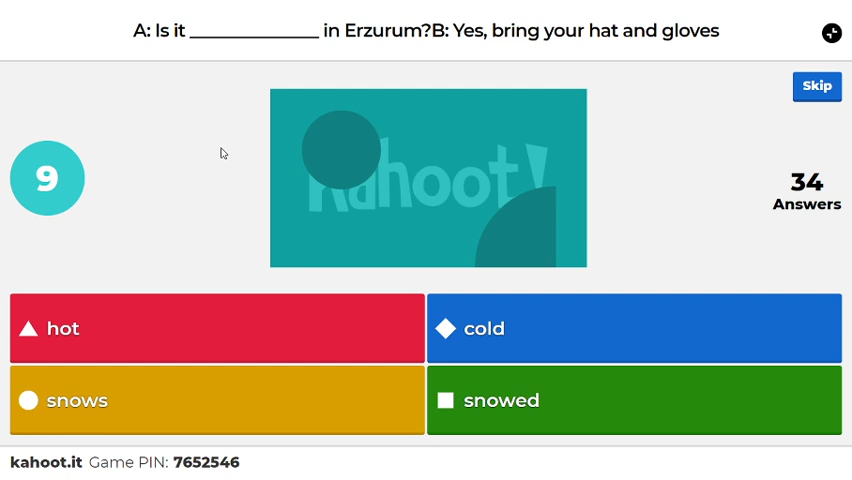 A: Is it ______________ in Erzurum?B: Yes, bring your hat and gloves
Skip
9
Kahoot!
34
Answers
hot
cold
snows
snowed
kahoot.it Game PIN: 7652546